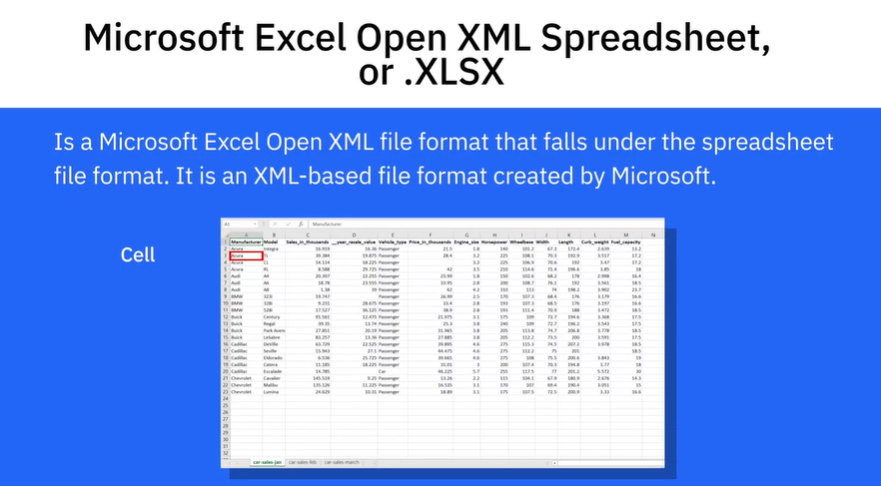 Microsoft Excel Open XML Spreadsheet,
or .XLSX
Is a Microsoft Excel Open XML file format that falls under the spreadsheet
file format. It is an XML-based file format created by Microsoft.
Cell
Manufacturer
Manufacturer Model Sales_in_thousands __year_resale_value Vehicle_type Price_in_thousands Engine_size Horsepower Wheelbase Width Length Curb_weight Fuel_capacity
Acura Integra 16.919 16.36 Passenger 21.5 1.8 140 101.2 67.3 172.4 2.639 13.2
Acura TL 39.384 19.875 Passenger 28.4 3.2 225 108.1 70.3 192.9 3.517 17.2
Acura CL 14.114 18.225 Passenger 3.2 225 106.9 70.6 192 3.47 17.2
Acura RL 8.588 29.725 Passenger 42 3.5 210 114.6 71.4 196.6 3.85 18
Audi A4 20.397 22.255 Passenger 23.99 1.8 150 102.6 68.2 178 2.998 16.4
Audi A6 18.78 23.555 Passenger 33.95 2.8 200 108.7 76.1 192 3.561 18.5
Audi A8 1.38 39 Passenger 62 4.2 310 113 74 198.2 3.902 23.7
BMW 323i 19.747 Passenger 26.99 2.5 170 107.3 68.4 176 3.179 16.6
BMW 328i 9.231 28.675 Passenger 33.4 2.8 193 107.3 68.5 176 3.197 16.6
BMW 528i 17.527 36.125 Passenger 38.9 2.8 193 111.4 70.9 188 3.472 18.5
Buick Century 91.561 12.475 Passenger 21.975 3.1 175 109 72.7 194.6 3.368 17.5
Buick Regal 39.35 13.74 Passenger 25.3 3.8 240 109 72.7 196.2 3.543 17.5
Buick Park Avenu 27.851 20.19 Passenger 31.965 3.8 205 113.8 74.7 206.8 3.778 18.5
Buick LeSabre 83.257 13.36 Passenger 27.885 3.8 205 112.2 73.5 200 3.591 17.5
Cadillac DeVille 63.729 22.525 Passenger 39.895 4.6 275 115.3 74.5 207.2 3.978 18.5
Cadillac Seville 15.943 27.1 Passenger 44.475 4.6 275 112.2 75 201 18.5
Cadillac Eldorado 6.536 25.725 Passenger 39.665 4.6 275 108 75.5 200.6 3.843 19
Cadillac Catera 11.185 18.225 Passenger 31.01 3 200 107.4 70.3 194.8 3.77 18
Cadillac Escalade 14.785 Car 46.225 5.7 255 117.5 77 201.2 5.572 30
Chevrolet Cavalier 145.519 9.25 Passenger 13.26 2.2 115 104.1 67.9 180.9 2.676 14.3
Chevrolet Malibu 135.126 11.225 Passenger 16.535 3.1 170 107 69.4 190.4 3.051 15
Chevrolet Lumina 24.629 10.31 Passenger 18.89 3.1 175 107.5 72.5 200.9 3.33 16.6
car-sales-jan car-sales-feb car-sales-march